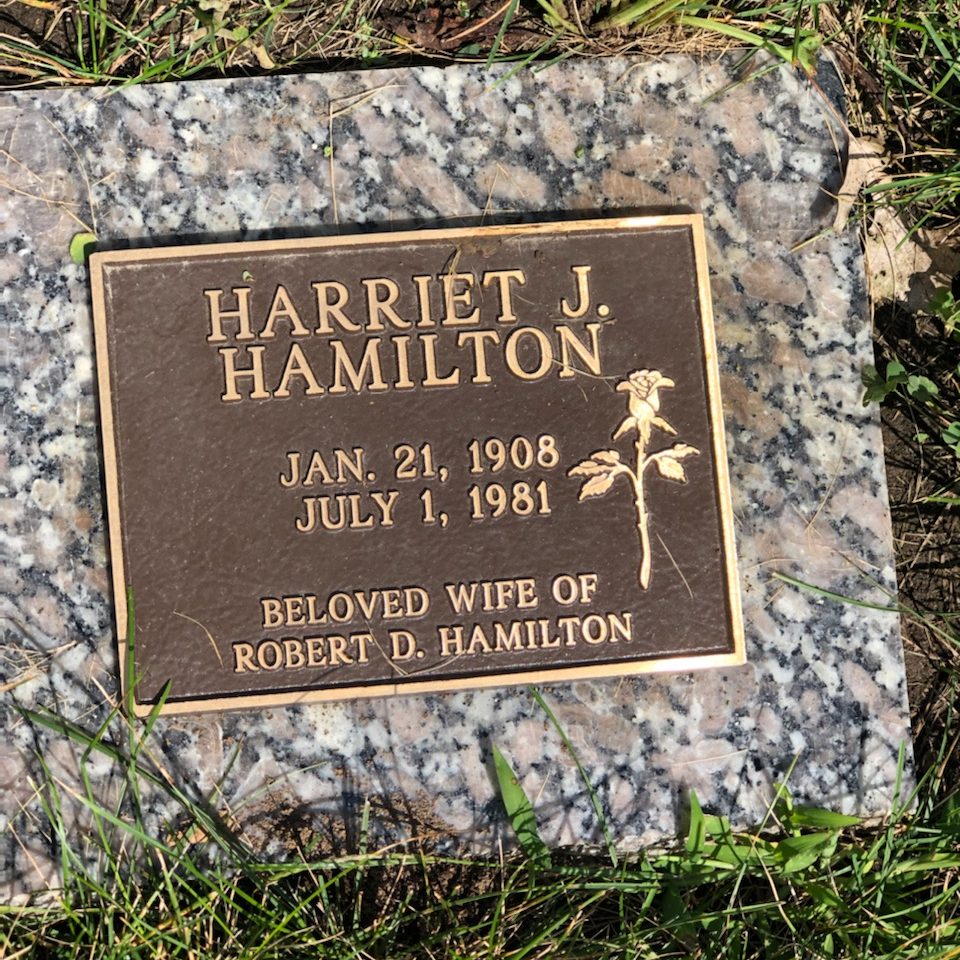 HARRIET J.
HAMILTON
JAN. 21, 1908
JULY 1, 1981
BELOVED WIFE OF
ROBERT D. HAMILTON